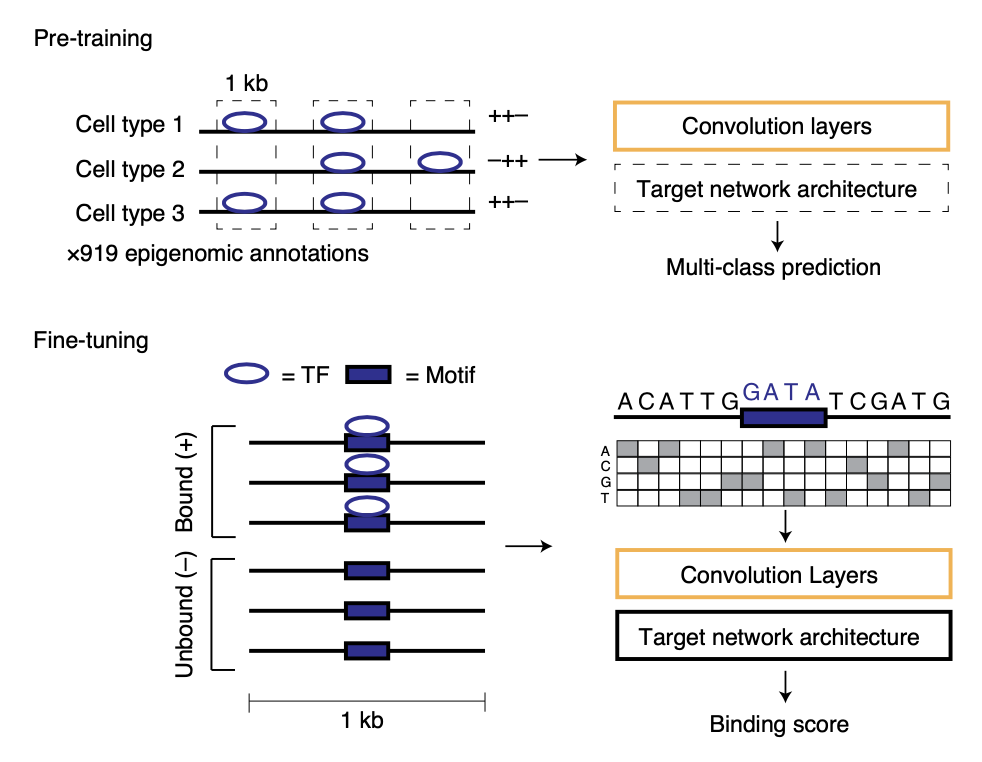 Pre-training
1 kb
Cell type 1
++–
Cell type 2
–++
Cell type 3
++–
×919 epigenomic annotations
Convolution layers
Target network architecture
Multi-class prediction
Fine-tuning
= TF
= Motif
Bound (+)
Unbound (–)
1 kb
A C A T T G G A T A T C G A T G
A
C
G
T
Convolution Layers
Target network architecture
Binding score